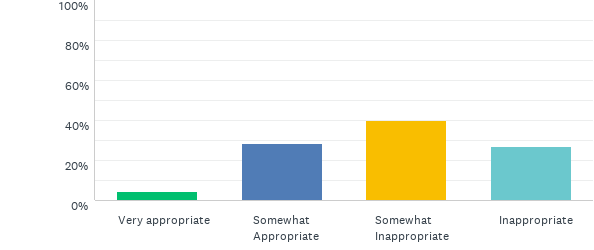 100%
80%
60%
40%
20%
0%
Very appropriate
Somewhat
Appropriate
Somewhat
Inappropriate
Inappropriate